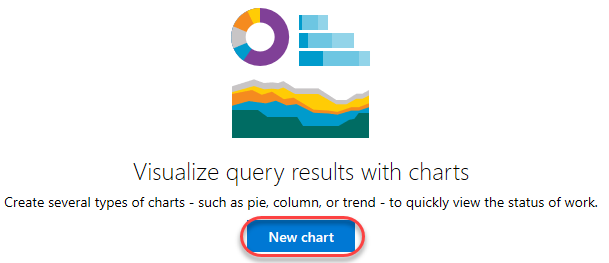 Visualize query results with charts
Create several types of charts - such as pie, column, or trend - to quickly view the status of work.
New chart